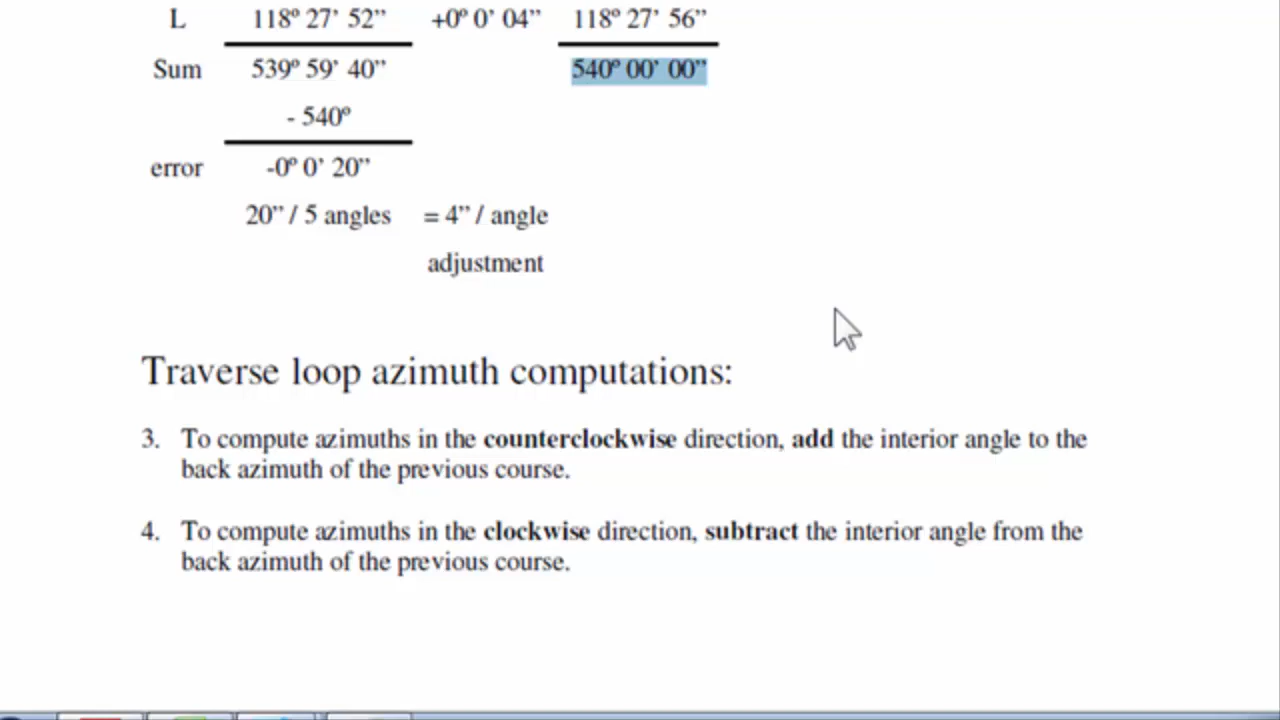 L 118º 27’ 52” +0º 0’ 04” 118º 27’ 56”
Sum 539º 59’ 40” 540º 00’ 00”
- 540º
error -0º 0’ 20”
20” / 5 angles = 4” / angle
adjustment
Traverse loop azimuth computations:
3. To compute azimuths in the counterclockwise direction, add the interior angle to the
back azimuth of the previous course.
4. To compute azimuths in the clockwise direction, subtract the interior angle from the
back azimuth of the previous course.